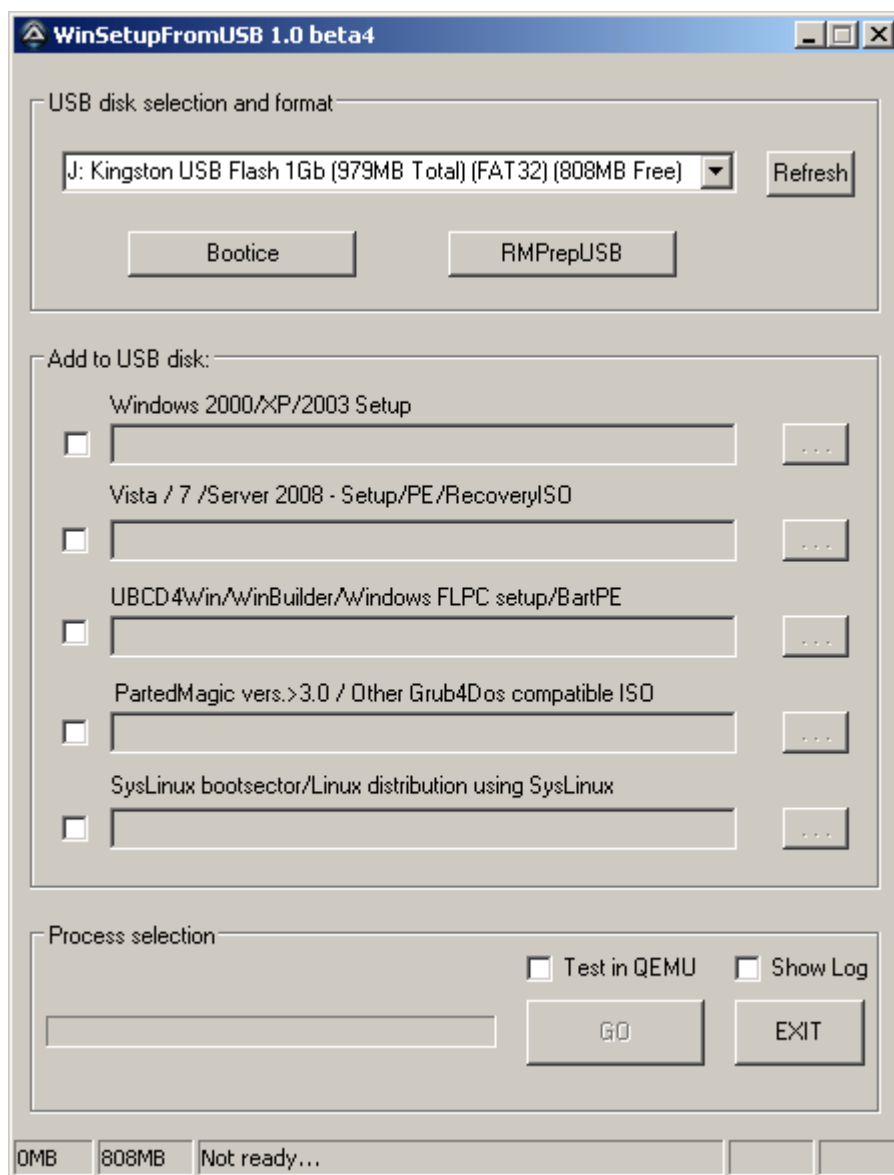 WinSetupFromUSB 1.0 beta4
USB disk selection and format
J: Kingston USB Flash 1Gb (979MB Total) (FAT32) (808MB Free)
Refresh
Bootice
RMPrepUSB
Add to USB disk:
Windows 2000/XP/2003 Setup
...
Vista / 7 /Server 2008 - Setup/PE/RecoveryISO
...
UBCD4Win/WinBuilder/Windows FLPC setup/BartPE
...
PartedMagic vers.>3.0 / Other Grub4Dos compatible ISO
...
SysLinux bootsector/Linux distribution using SysLinux
...
Process selection
Test in QEMU
Show Log
GO
EXIT
0MB
808MB
Not ready...